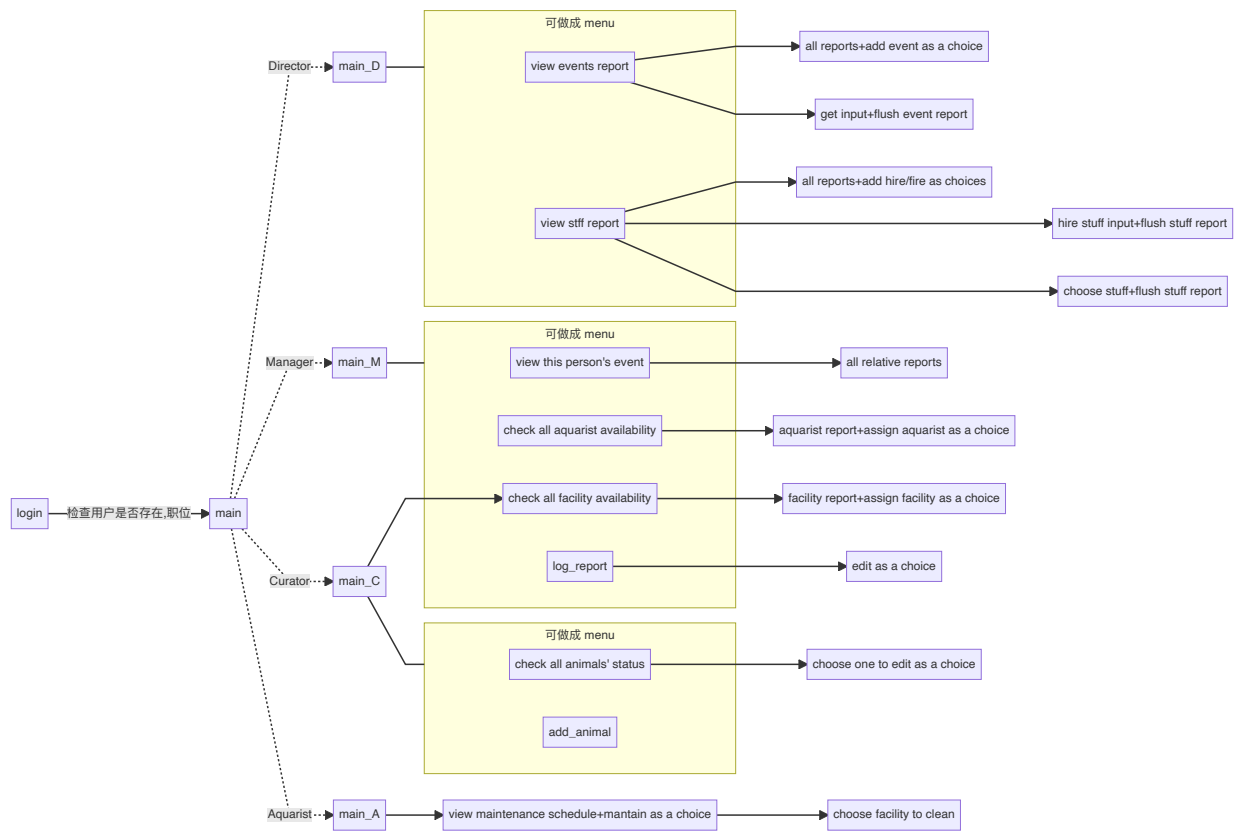 可做成 menu
Director
main_D
view events report
all reports+add event as a choice
get input+flush event report
view stff report
all reports+add hire/fire as choices
hire stuff input+flush stuff report
choose stuff+flush stuff report
可做成 menu
Manager
main_M
view this person's event
all relative reports
check all aquarist availability
aquarist report+assign aquarist as a choice
login
检查用户是否存在,职位
main
check all facility availability
facility report+assign facility as a choice
Curator
main_C
log_report
edit as a choice
可做成 menu
check all animals' status
choose one to edit as a choice
add_animal
Aquarist
main_A
view maintenance schedule+mantain as a choice
choose facility to clean